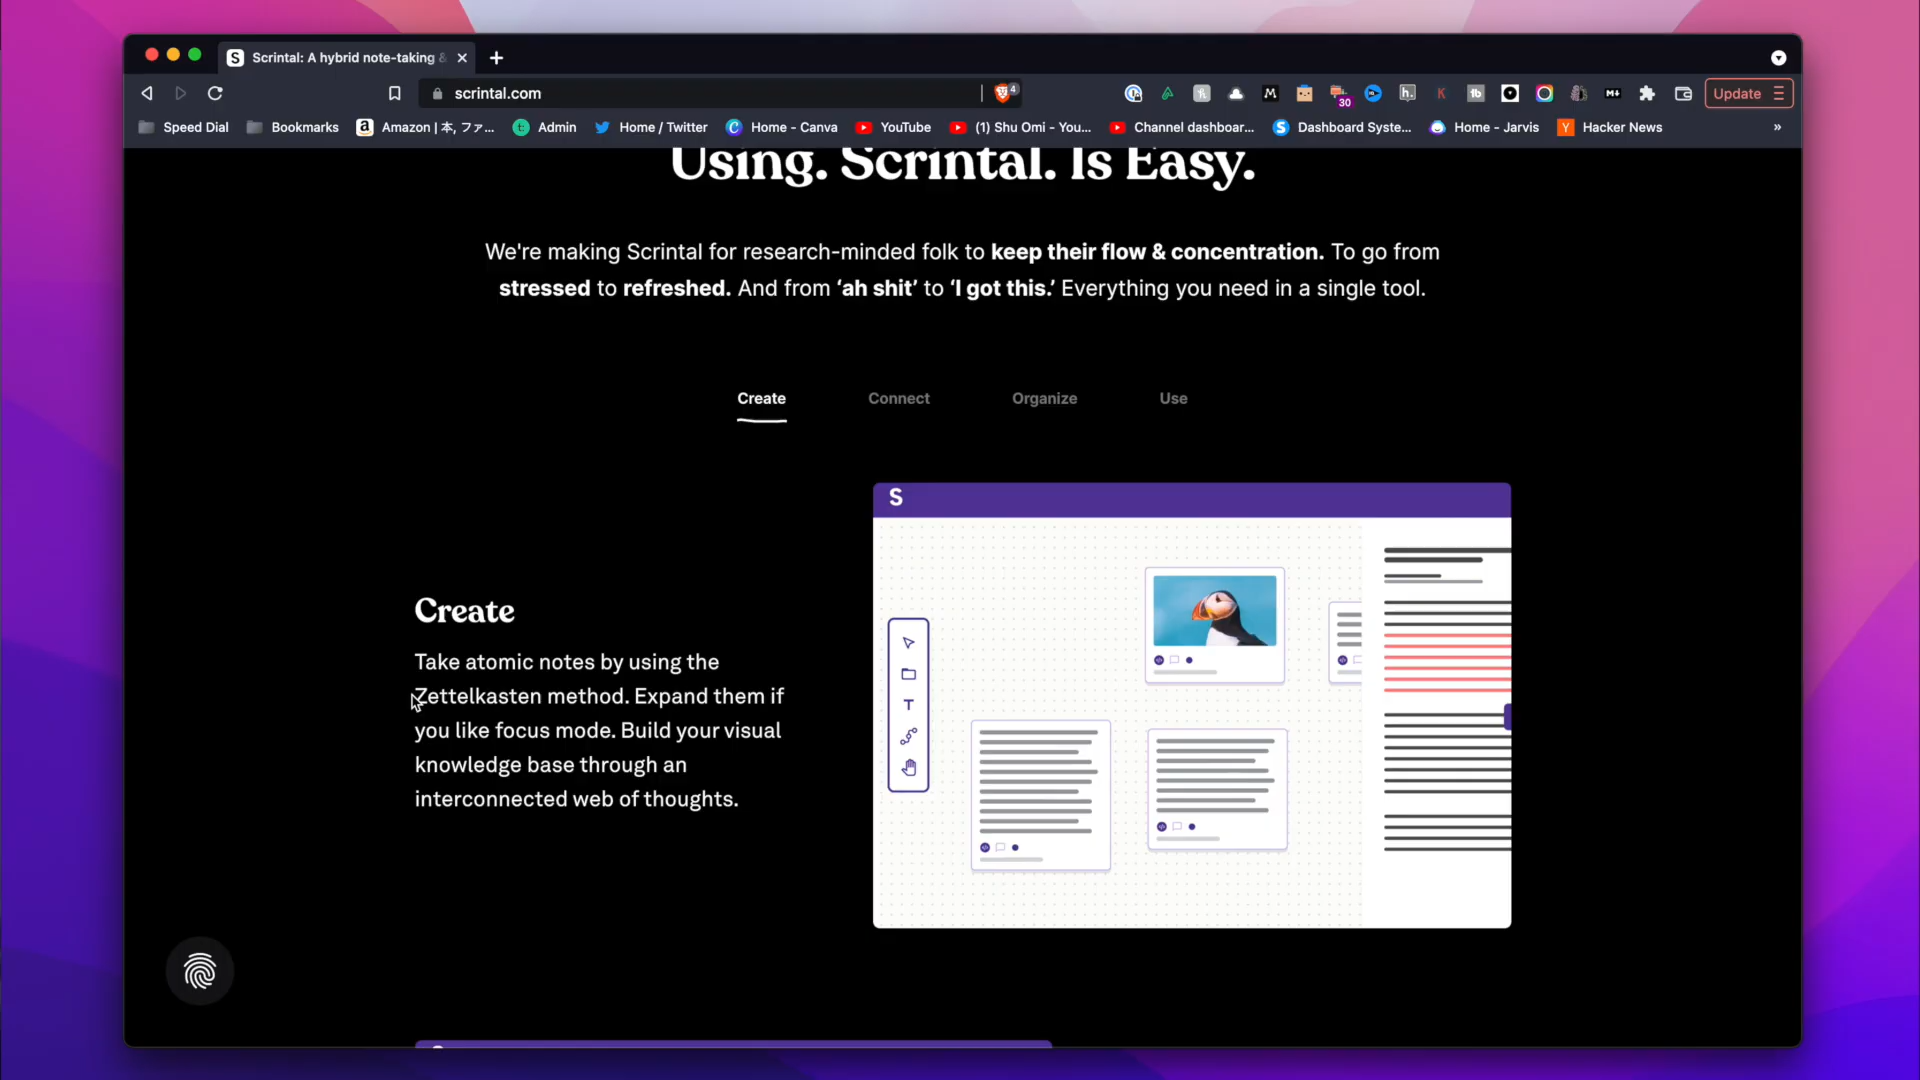 S Scrintal: A hybrid note-taking &
scrintal.com
4
M
30
h.
K
tb
M↓
Update
Speed Dial
Bookmarks
Amazon | 本, ファ...
Admin
Home / Twitter
Home - Canva
YouTube
(1) Shu Omi - You...
Channel dashboar...
Dashboard Syste...
Home - Jarvis
Hacker News
»
Using. Scrintal. Is Easy.
We're making Scrintal for research-minded folk to keep their flow & concentration. To go from
stressed to refreshed. And from ‘ah shit’ to ‘I got this.’ Everything you need in a single tool.
Create
Connect
Organize
Use
S
T
Create
Take atomic notes by using the
Zettelkasten method. Expand them if
you like focus mode. Build your visual
knowledge base through an
interconnected web of thoughts.